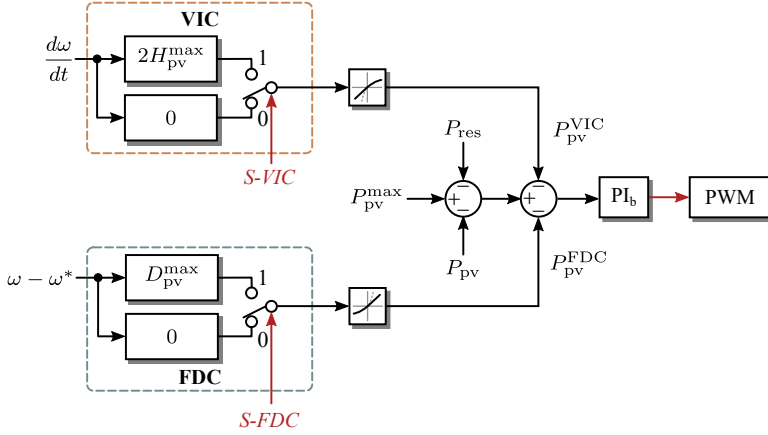 VIC
dω/dt
2H_pv^max
1
0
0
S-VIC
P_pv^VIC
P_res
P_pv^max
+
−
−
+
−
−
PI_b
PWM
P_pv
P_pv^FDC
ω − ω*
D_pv^max
1
0
0
FDC
S-FDC